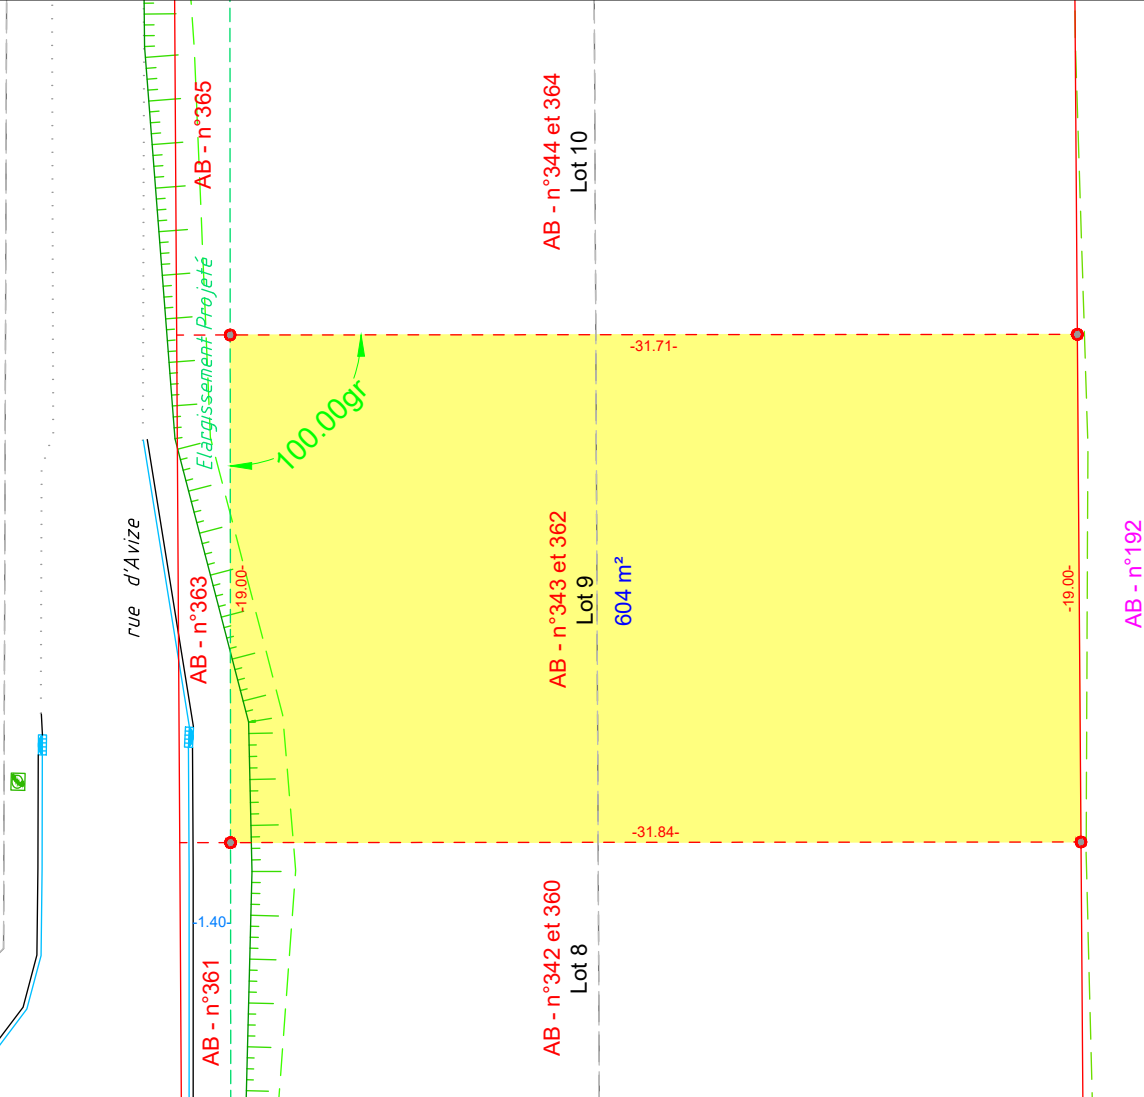 AB - n°365
AB - n°344 et 364
Lot 10
Elargissement Projeté
-31.71-
100.00gr
rue d'Avize
AB - n°363
-19.00-
AB - n°343 et 362
Lot 9
604 m²
-19.00-
AB - n°192
-31.84-
-1.40-
AB - n°361
AB - n°342 et 360
Lot 8